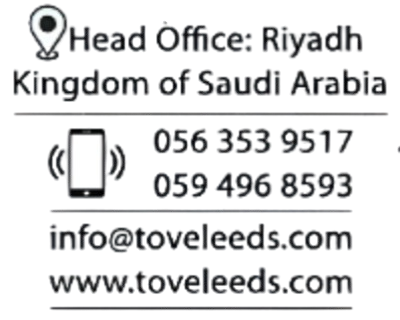 Head Office: Riyadh
Kingdom of Saudi Arabia
056 353 9517
059 496 8593
info@toveleeds.com
www.toveleeds.com